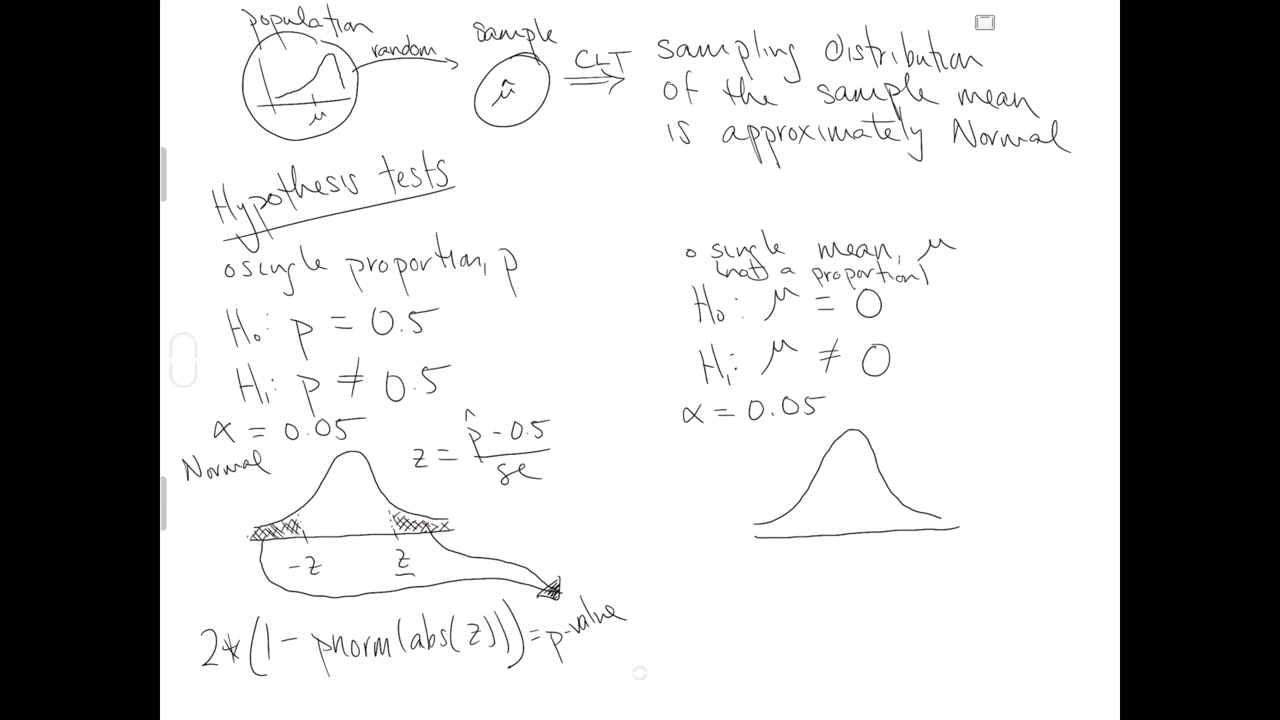 population
random
sample
μ
μ̂
CLT
sampling distribution
of the sample mean
is approximately Normal
Hypothesis tests
o single proportion, p
H₀: p = 0.5
H₁: p ≠ 0.5
α = 0.05
Normal
z = p̂ - 0.5
se
-z z
2*(1 - pnorm(abs(z))) = p-value
o single mean, μ
(not a proportion)
H₀: μ = 0
H₁: μ ≠ 0
α = 0.05